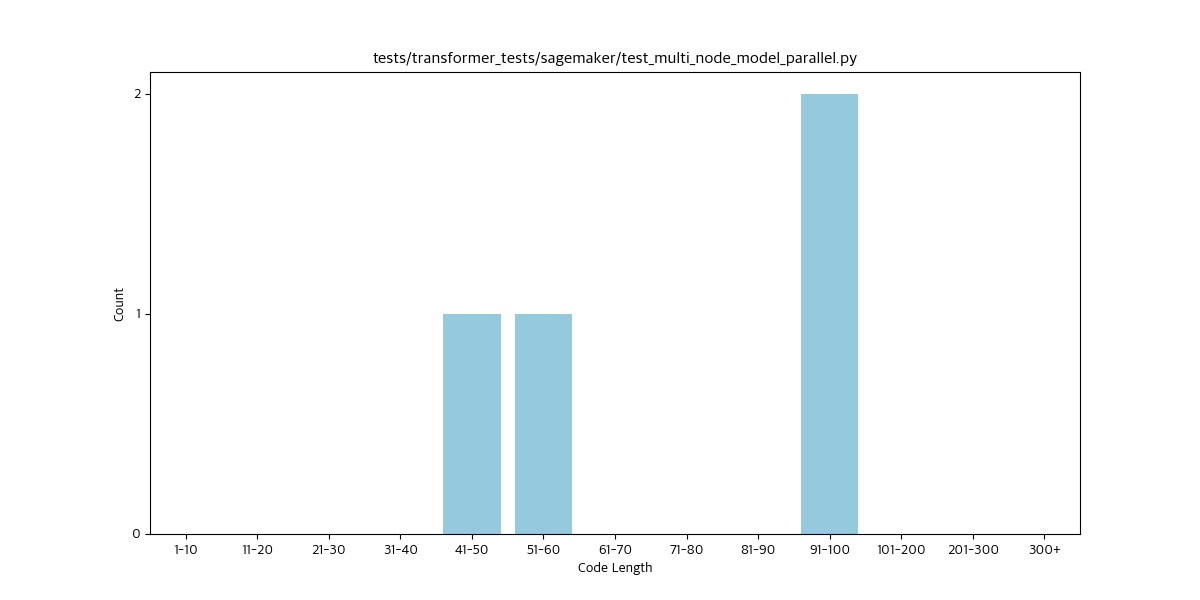 tests/transformer_tests/sagemaker/test_multi_node_model_parallel.py
2
1
0
Count
1-10 11-20 21-30 31-40 41-50 51-60 61-70 71-80 81-90 91-100 101-200 201-300 300+
Code Length